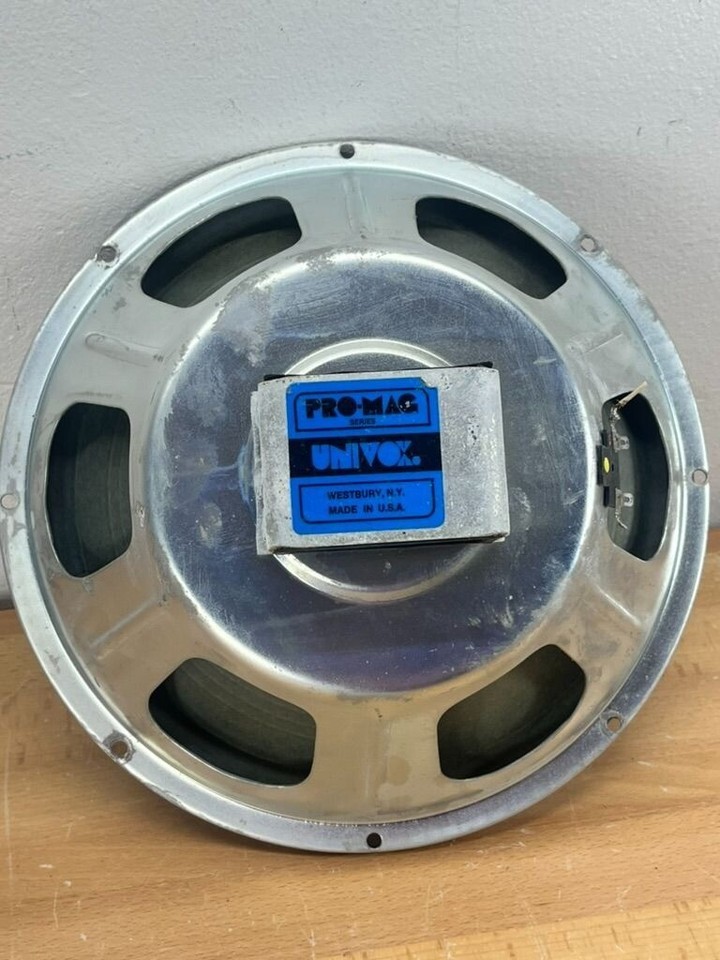 PRO-MAG
SERIES
UNIVOX.
WESTBURY, N.Y.
MADE IN U.S.A.